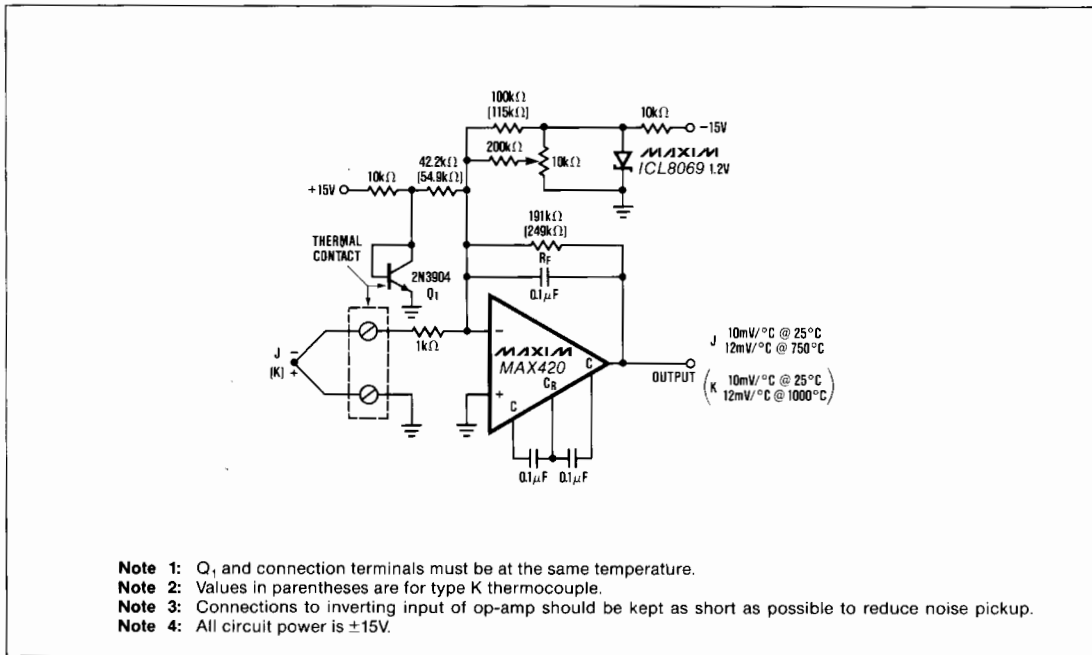 100kΩ
[115kΩ]
10kΩ
-15V
200kΩ
10kΩ
MAXIM
ICL8069 1.2V
42.2kΩ
[54.9kΩ]
+15V
10kΩ
191kΩ
[249kΩ]
RF
0.1μF
THERMAL
CONTACT
2N3904
Q1
1kΩ
J -
[K] +
-
MAXIM
MAX420
+
C
CR
C
0.1μF 0.1μF
OUTPUT
J 10mV/°C @ 25°C
12mV/°C @ 750°C
(K 10mV/°C @ 25°C
12mV/°C @ 1000°C)
Note 1: Q1 and connection terminals must be at the same temperature.
Note 2: Values in parentheses are for type K thermocouple.
Note 3: Connections to inverting input of op-amp should be kept as short as possible to reduce noise pickup.
Note 4: All circuit power is ±15V.